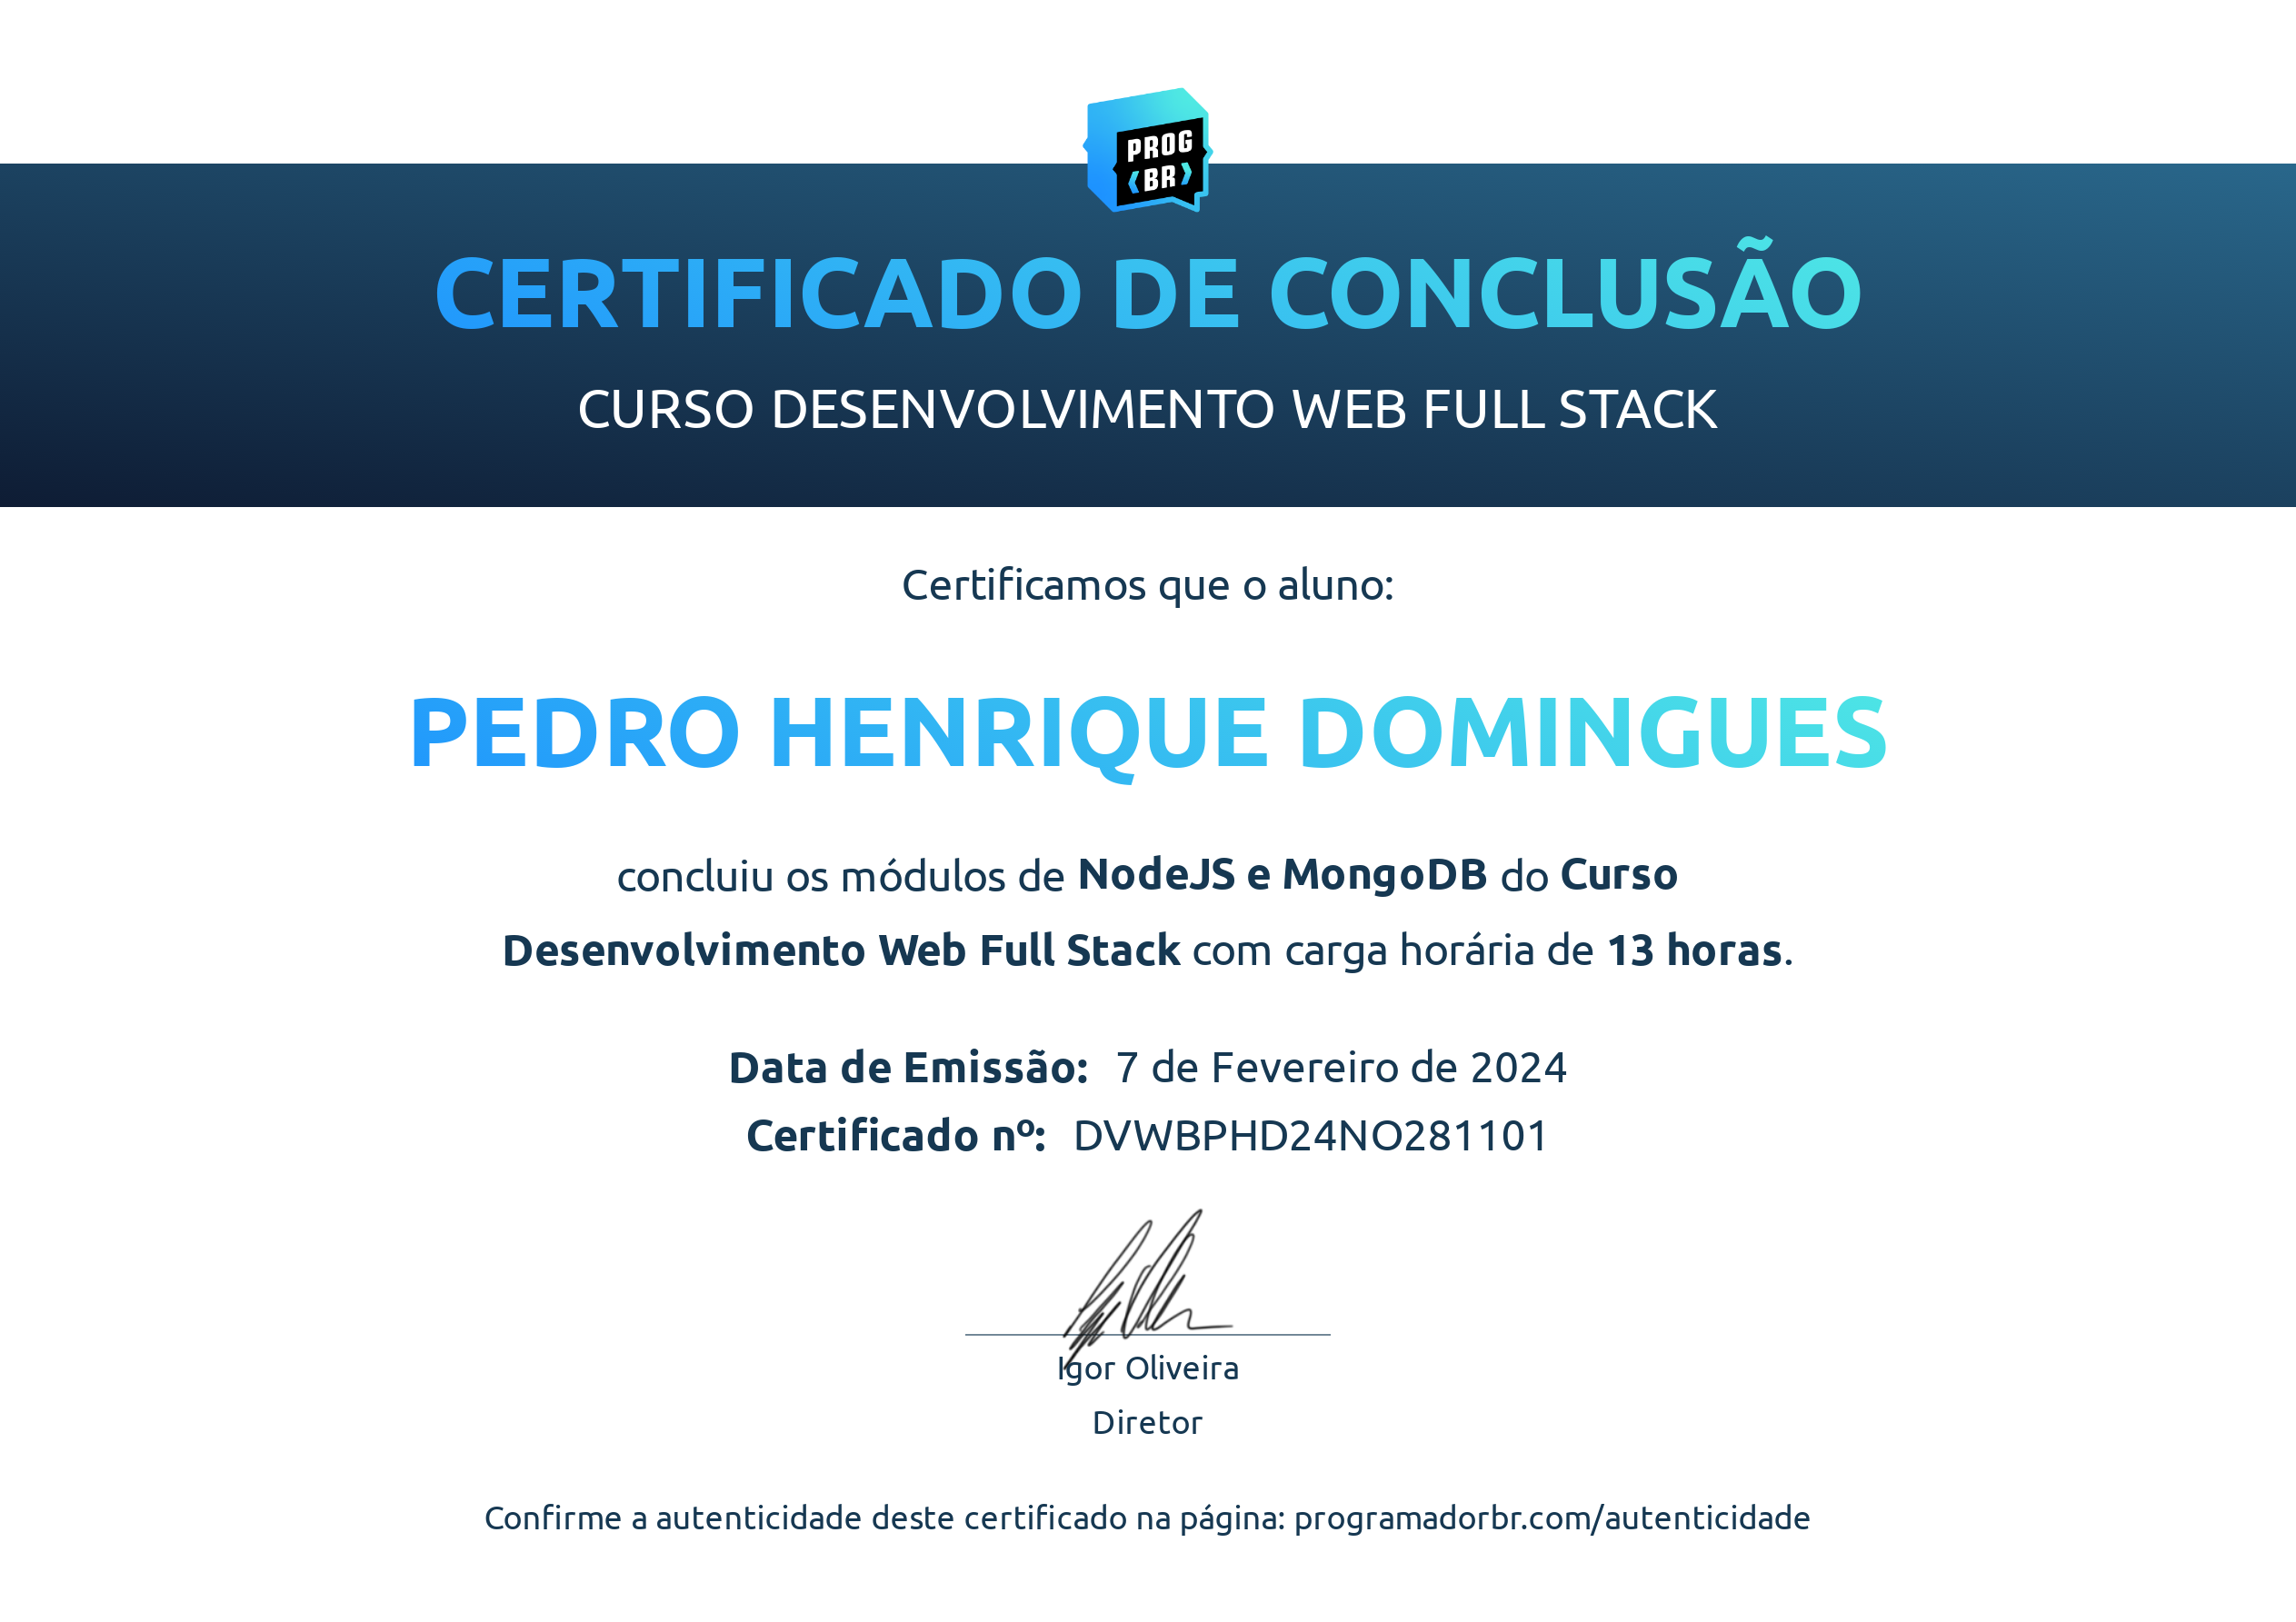 PROG
BR
CERTIFICADO DE CONCLUSÃO
CURSO DESENVOLVIMENTO WEB FULL STACK
Certificamos que o aluno:
PEDRO HENRIQUE DOMINGUES
concluiu os módulos de NodeJS e MongoDB do Curso
Desenvolvimento Web Full Stack com carga horária de 13 horas.
Data de Emissão: 7 de Fevereiro de 2024
Certificado nº: DVWBPHD24NO281101
Igor Oliveira
Diretor
Confirme a autenticidade deste certificado na página: programadorbr.com/autenticidade